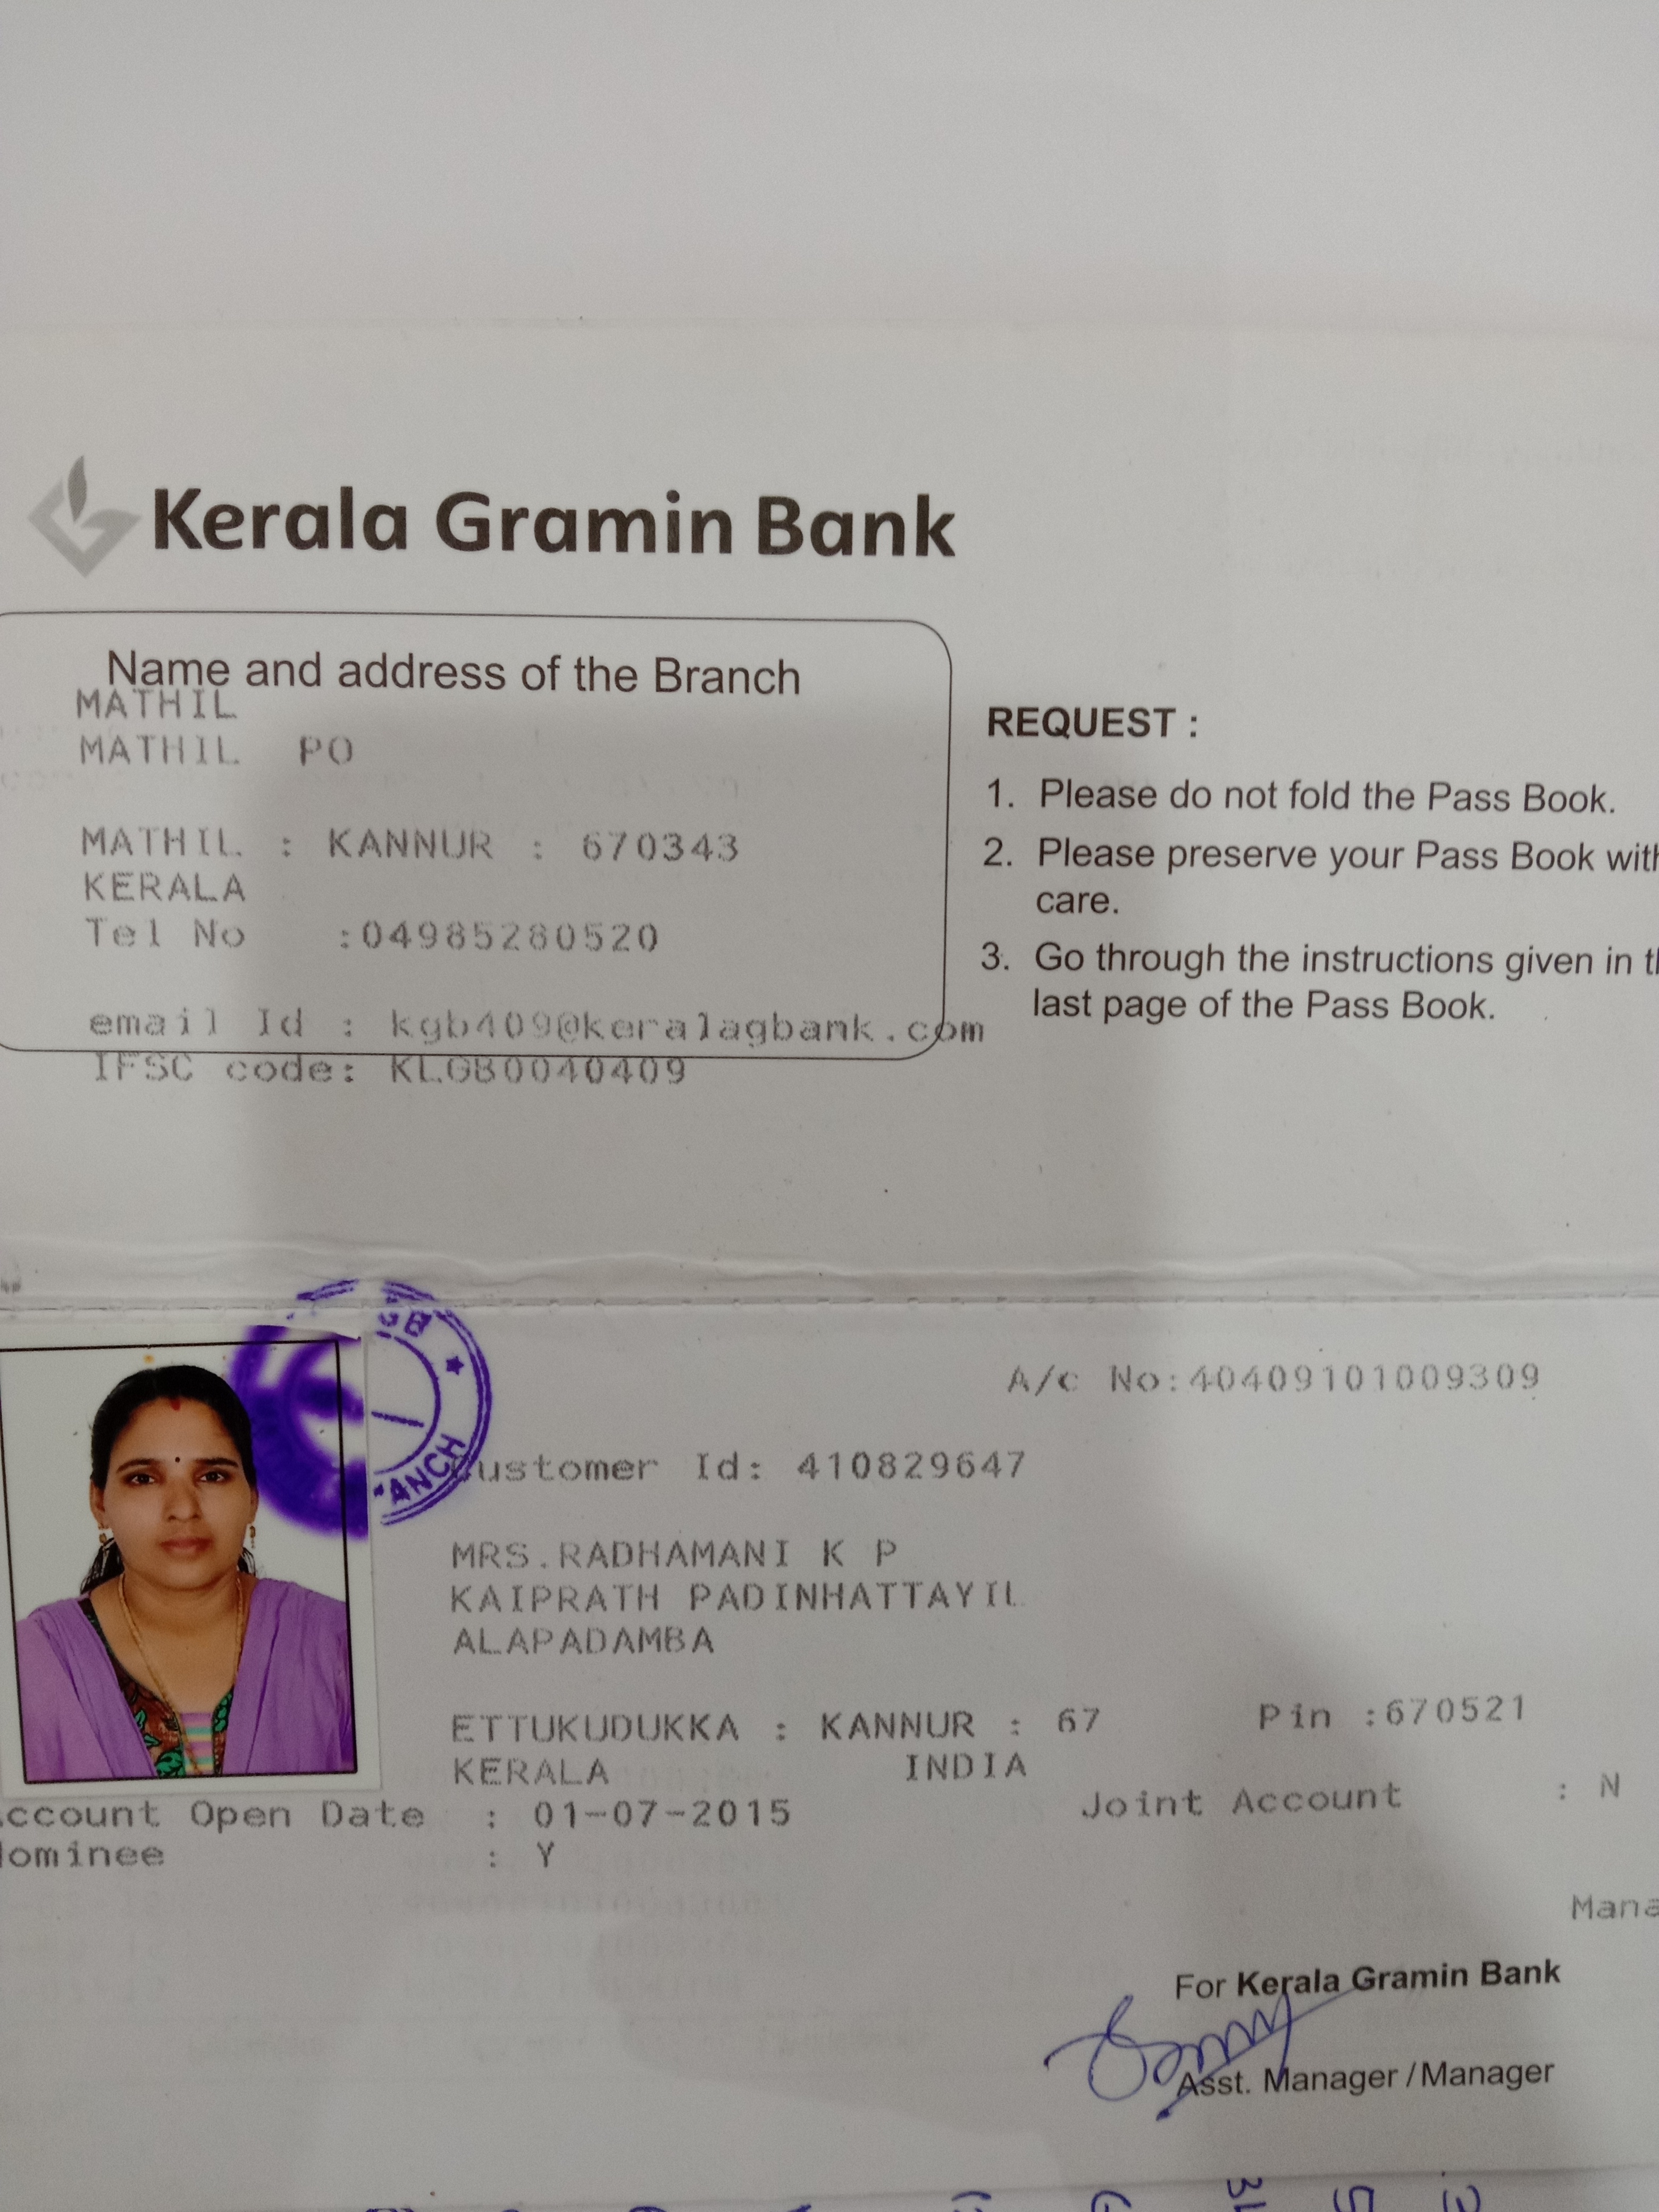 Kerala Gramin Bank
Name and address of the Branch
MATHIL
MATHIL PO
MATHIL : KANNUR : 670343
KERALA
Tel No :04985280520
email Id : kgb409@keralagbank.com
IFSC code: KLGB0040409
REQUEST :
1. Please do not fold the Pass Book.
2. Please preserve your Pass Book with
care.
3. Go through the instructions given in th
last page of the Pass Book.
GB
ANCH
A/c No:40409101009309
Customer Id: 410829647
MRS.RADHAMANI K P
KAIPRATH PADINHATTAYIL
ALAPADAMBA
ETTUKUDUKKA : KANNUR : 67 Pin :670521
KERALA INDIA
ccount Open Date : 01-07-2015 Joint Account : N
ominee : Y
Mana
For Kerala Gramin Bank
Asst. Manager / Manager